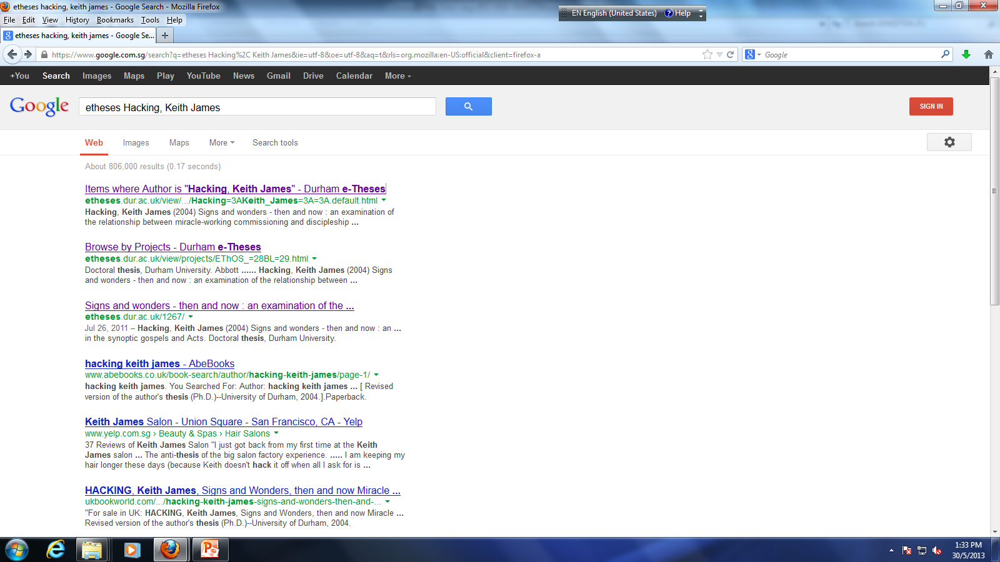 etheses hacking, keith james - Google Search - Mozilla Firefox
EN English (United States) Help
File Edit View History Bookmarks Tools Help
etheses hacking, keith james - Google Se...
https://www.google.com.sg/search?q=etheses Hacking%2C Keith James&ie=utf-8&oe=utf-8&aq=t&rls=org.mozilla:en-US:official&client=firefox-a
Google
+You Search Images Maps Play YouTube News Gmail Drive Calendar More
Google
etheses Hacking, Keith James
SIGN IN
Web Images Maps More Search tools
About 806,000 results (0.17 seconds)
Items where Author is "Hacking, Keith James" - Durham e-Theses
etheses.dur.ac.uk/view/.../Hacking=3AKeith_James=3A=3A.default.html
Hacking, Keith James (2004) Signs and wonders - then and now : an examination of
the relationship between miracle-working commissioning and discipleship ...
Browse by Projects - Durham e-Theses
etheses.dur.ac.uk/view/projects/EThOS_=28BL=29.html
Doctoral thesis, Durham University. Abbott ...... Hacking, Keith James (2004) Signs
and wonders - then and now : an examination of the relationship between ...
Signs and wonders - then and now : an examination of the ...
etheses.dur.ac.uk/1267/
Jul 26, 2011 – Hacking, Keith James (2004) Signs and wonders - then and now : an ...
in the synoptic gospels and Acts. Doctoral thesis, Durham University.
hacking keith james - AbeBooks
www.abebooks.co.uk/book-search/author/hacking-keith-james/page-1/
hacking keith james. You Searched For: Author: hacking keith james ... [ Revised
version of the author's thesis (Ph.D.)--University of Durham, 2004.].Paperback.
Keith James Salon - Union Square - San Francisco, CA - Yelp
www.yelp.com.sg › Beauty & Spas › Hair Salons
37 Reviews of Keith James Salon "I just got back from my first time at the Keith
James salon ... The anti-thesis of the big salon factory experience. ..... I am keeping my
hair longer these days (because Keith doesn't hack it off when all I ask for is ...
HACKING, Keith James, Signs and Wonders, then and now Miracle ...
ukbookworld.com/.../hacking-keith-james-signs-and-wonders-then-and-...
"For sale in UK: HACKING, Keith James, Signs and Wonders, then and now Miracle ...
Revised version of the author's thesis (Ph.D.)--University of Durham, 2004.
1:33 PM
30/5/2013